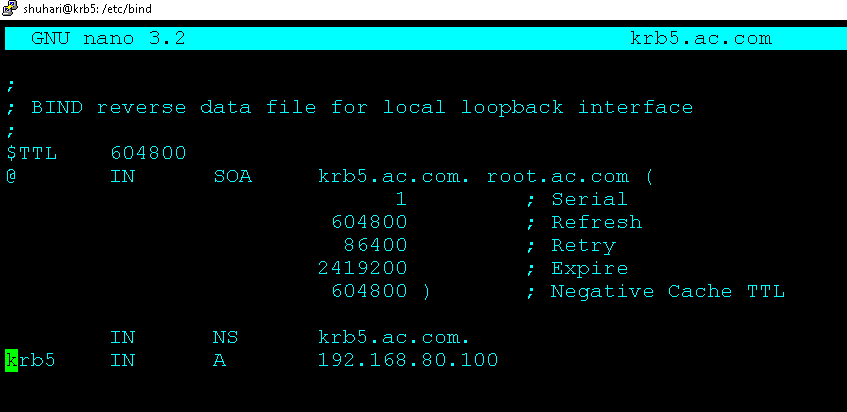 shuhari@krb5: /etc/bind
GNU nano 3.2 krb5.ac.com
;
; BIND reverse data file for local loopback interface
;
$TTL 604800
@ IN SOA krb5.ac.com. root.ac.com (
1 ; Serial
604800 ; Refresh
86400 ; Retry
2419200 ; Expire
604800 ) ; Negative Cache TTL
IN NS krb5.ac.com.
krb5 IN A 192.168.80.100